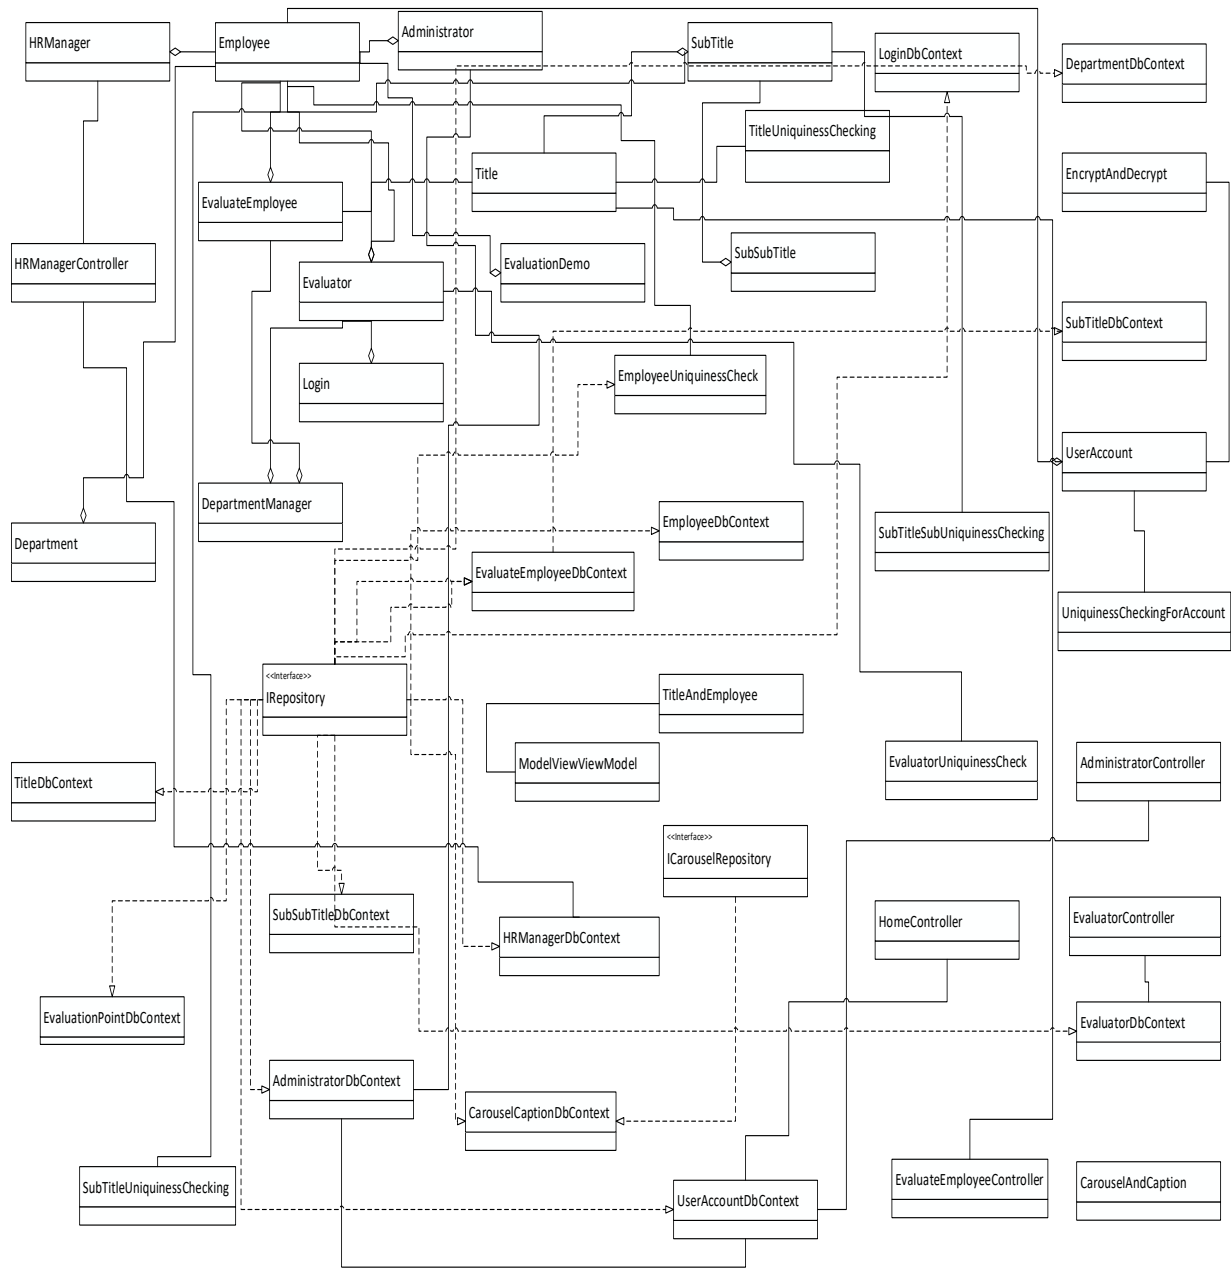 HRManager
Employee
Administrator
SubTitle
LoginDbContext
DepartmentDbContext
TitleUniquinessChecking
Title
EncryptAndDecrypt
EvaluateEmployee
HRManagerController
Evaluator
EvaluationDemo
SubSubTitle
SubTitleDbContext
Login
EmployeeUniquinessCheck
UserAccount
DepartmentManager
Department
EmployeeDbContext
SubTitleSubUniquinessChecking
EvaluateEmployeeDbContext
UniquinessCheckingForAccount
<<Interface>>
IRepository
TitleAndEmployee
ModelViewViewModel
EvaluatorUniquinessCheck
AdministratorController
TitleDbContext
<<Interface>>
ICarouselRepository
SubSubTitleDbContext
HRManagerDbContext
HomeController
EvaluatorController
EvaluationPointDbContext
EvaluatorDbContext
AdministratorDbContext
CarouselCaptionDbContext
SubTitleUniquinessChecking
UserAccountDbContext
EvaluateEmployeeController
CarouselAndCaption